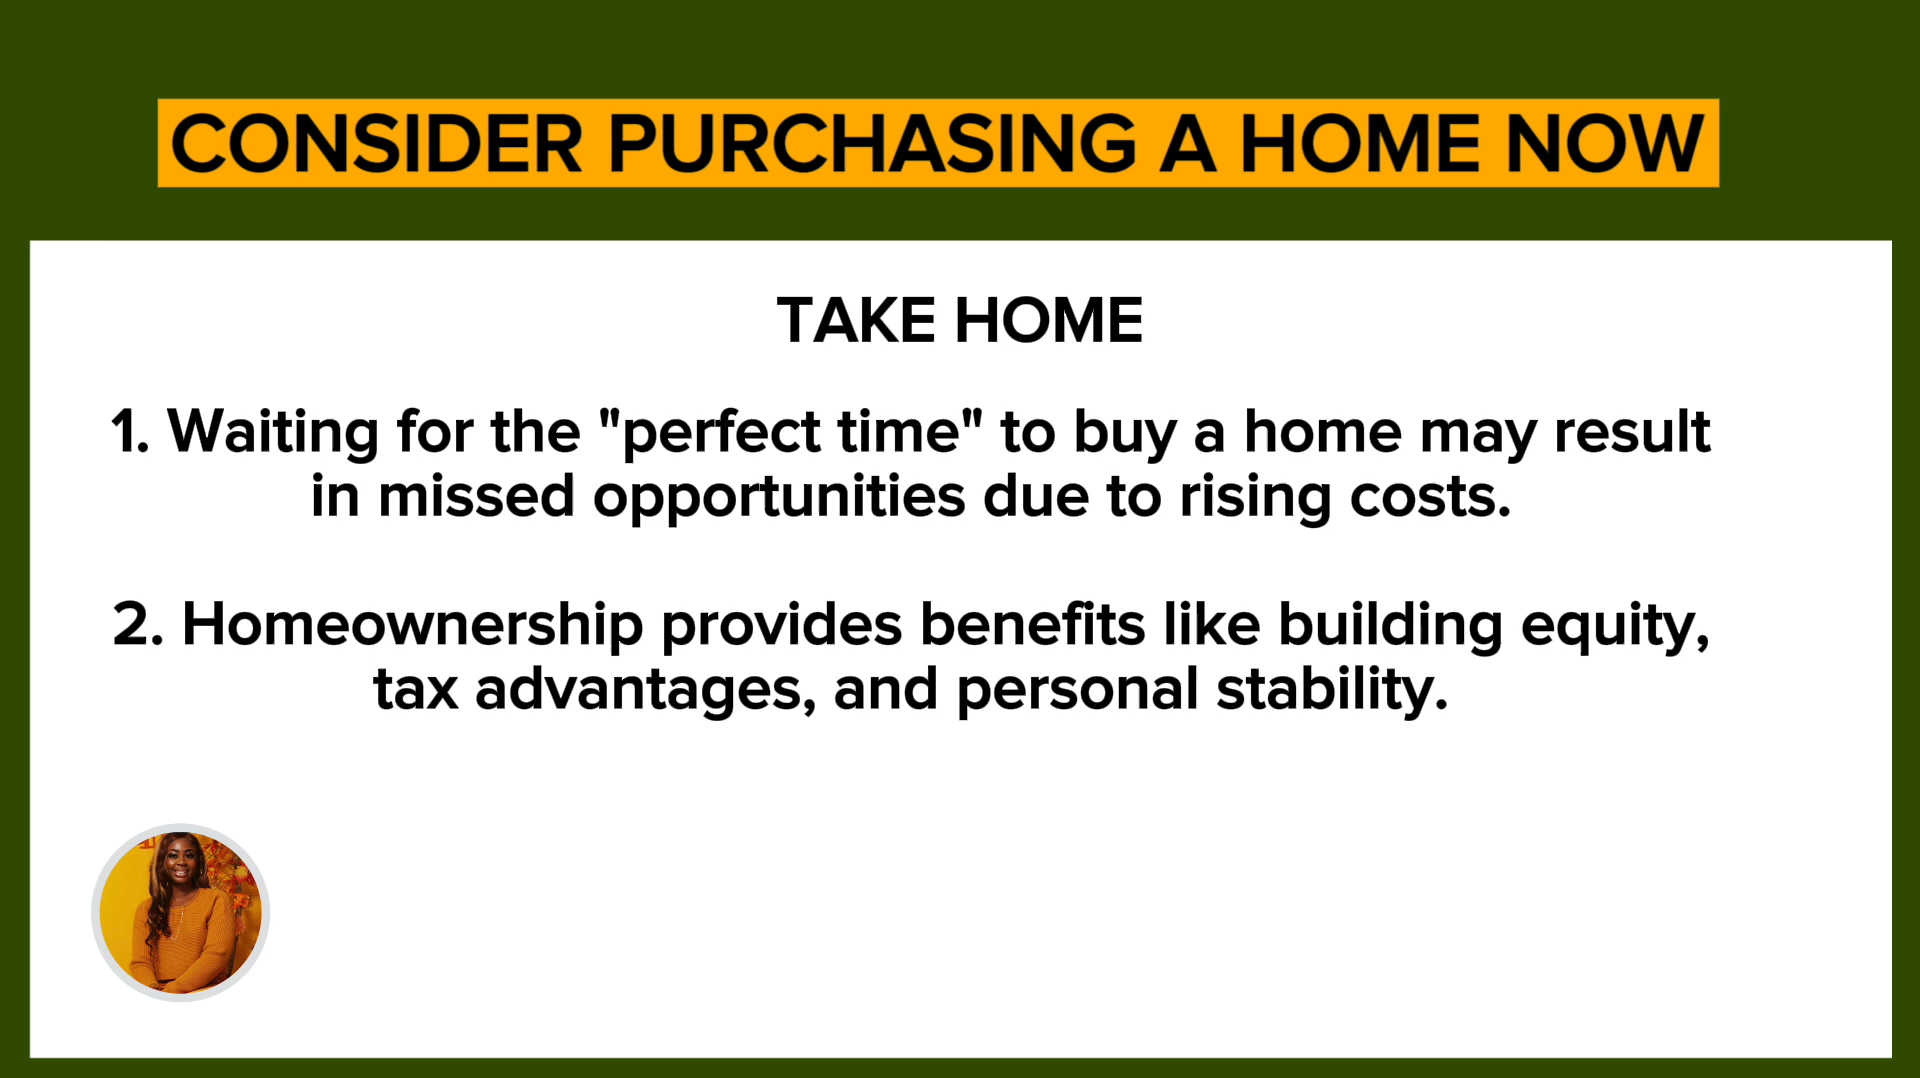 CONSIDER PURCHASING A HOME NOW
TAKE HOME
1. Waiting for the "perfect time" to buy a home may result
in missed opportunities due to rising costs.
2. Homeownership provides benefits like building equity,
tax advantages, and personal stability.